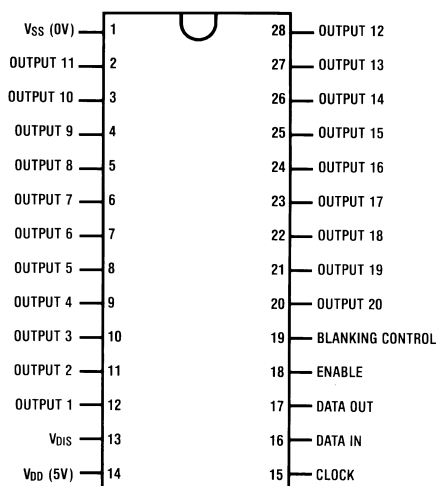 VSS (0V) 1 28 OUTPUT 12
OUTPUT 11 2 27 OUTPUT 13
OUTPUT 10 3 26 OUTPUT 14
OUTPUT 9 4 25 OUTPUT 15
OUTPUT 8 5 24 OUTPUT 16
OUTPUT 7 6 23 OUTPUT 17
OUTPUT 6 7 22 OUTPUT 18
OUTPUT 5 8 21 OUTPUT 19
OUTPUT 4 9 20 OUTPUT 20
OUTPUT 3 10 19 BLANKING CONTROL
OUTPUT 2 11 18 ENABLE
OUTPUT 1 12 17 DATA OUT
VDIS 13 16 DATA IN
VDD (5V) 14 15 CLOCK